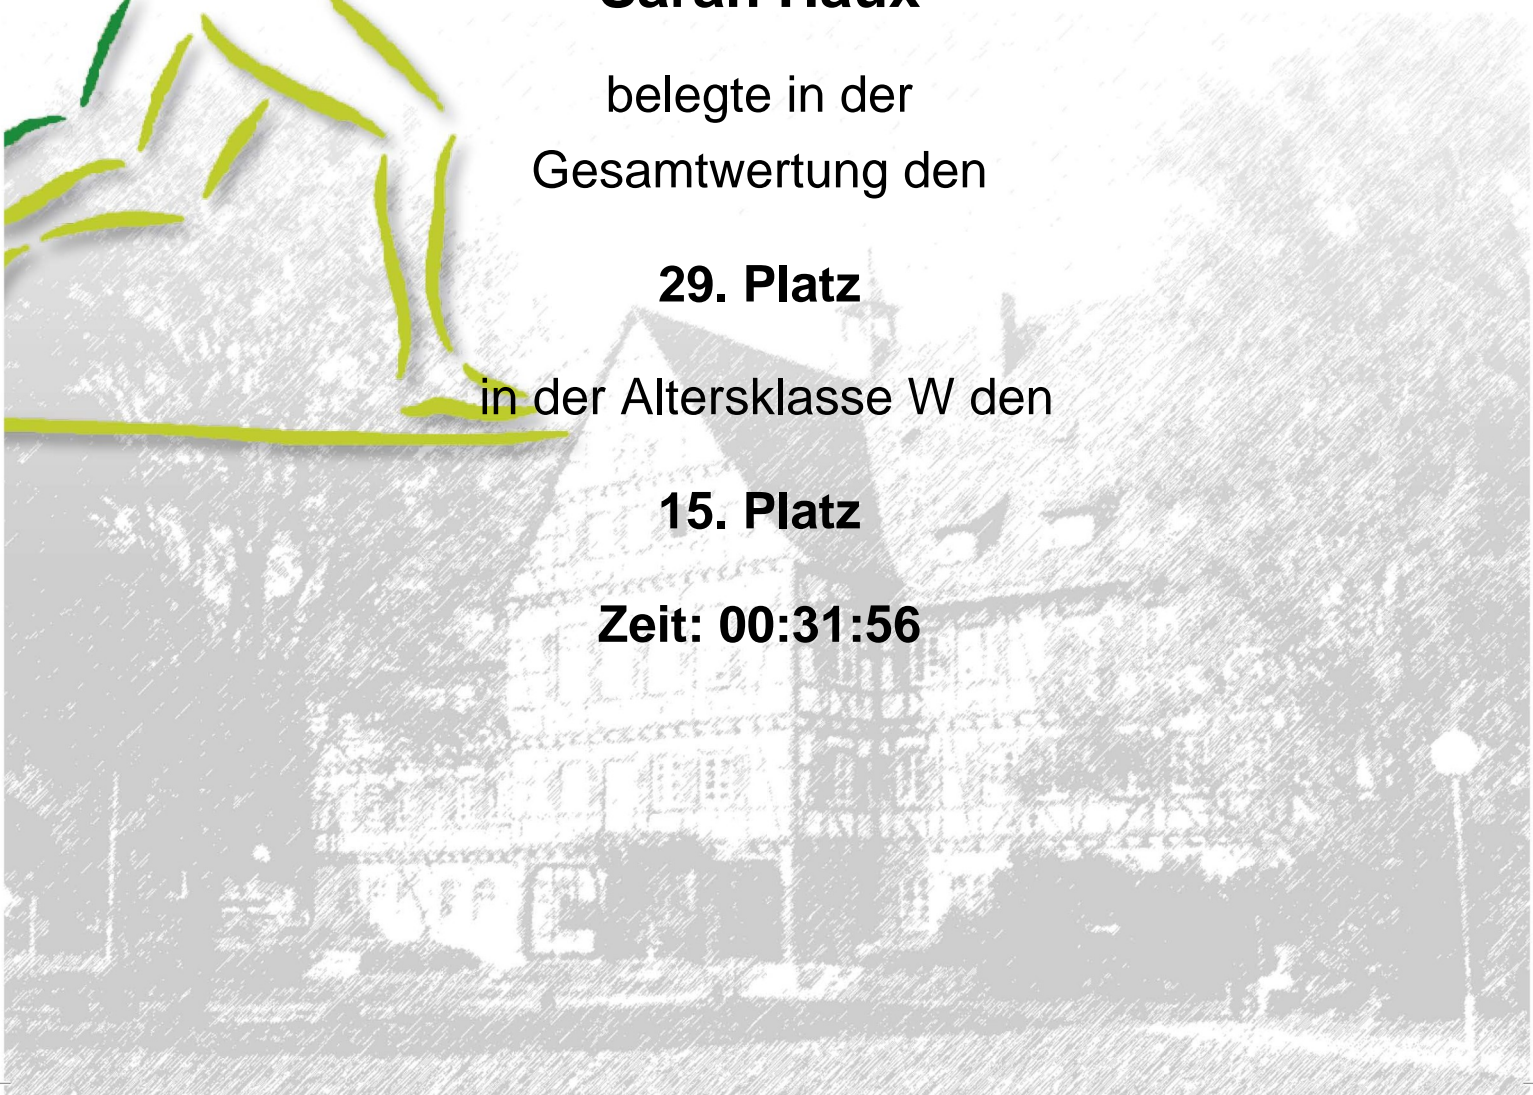 belegte in der
Gesamtwertung den
29. Platz
in der Altersklasse W den
15. Platz
Zeit: 00:31:56